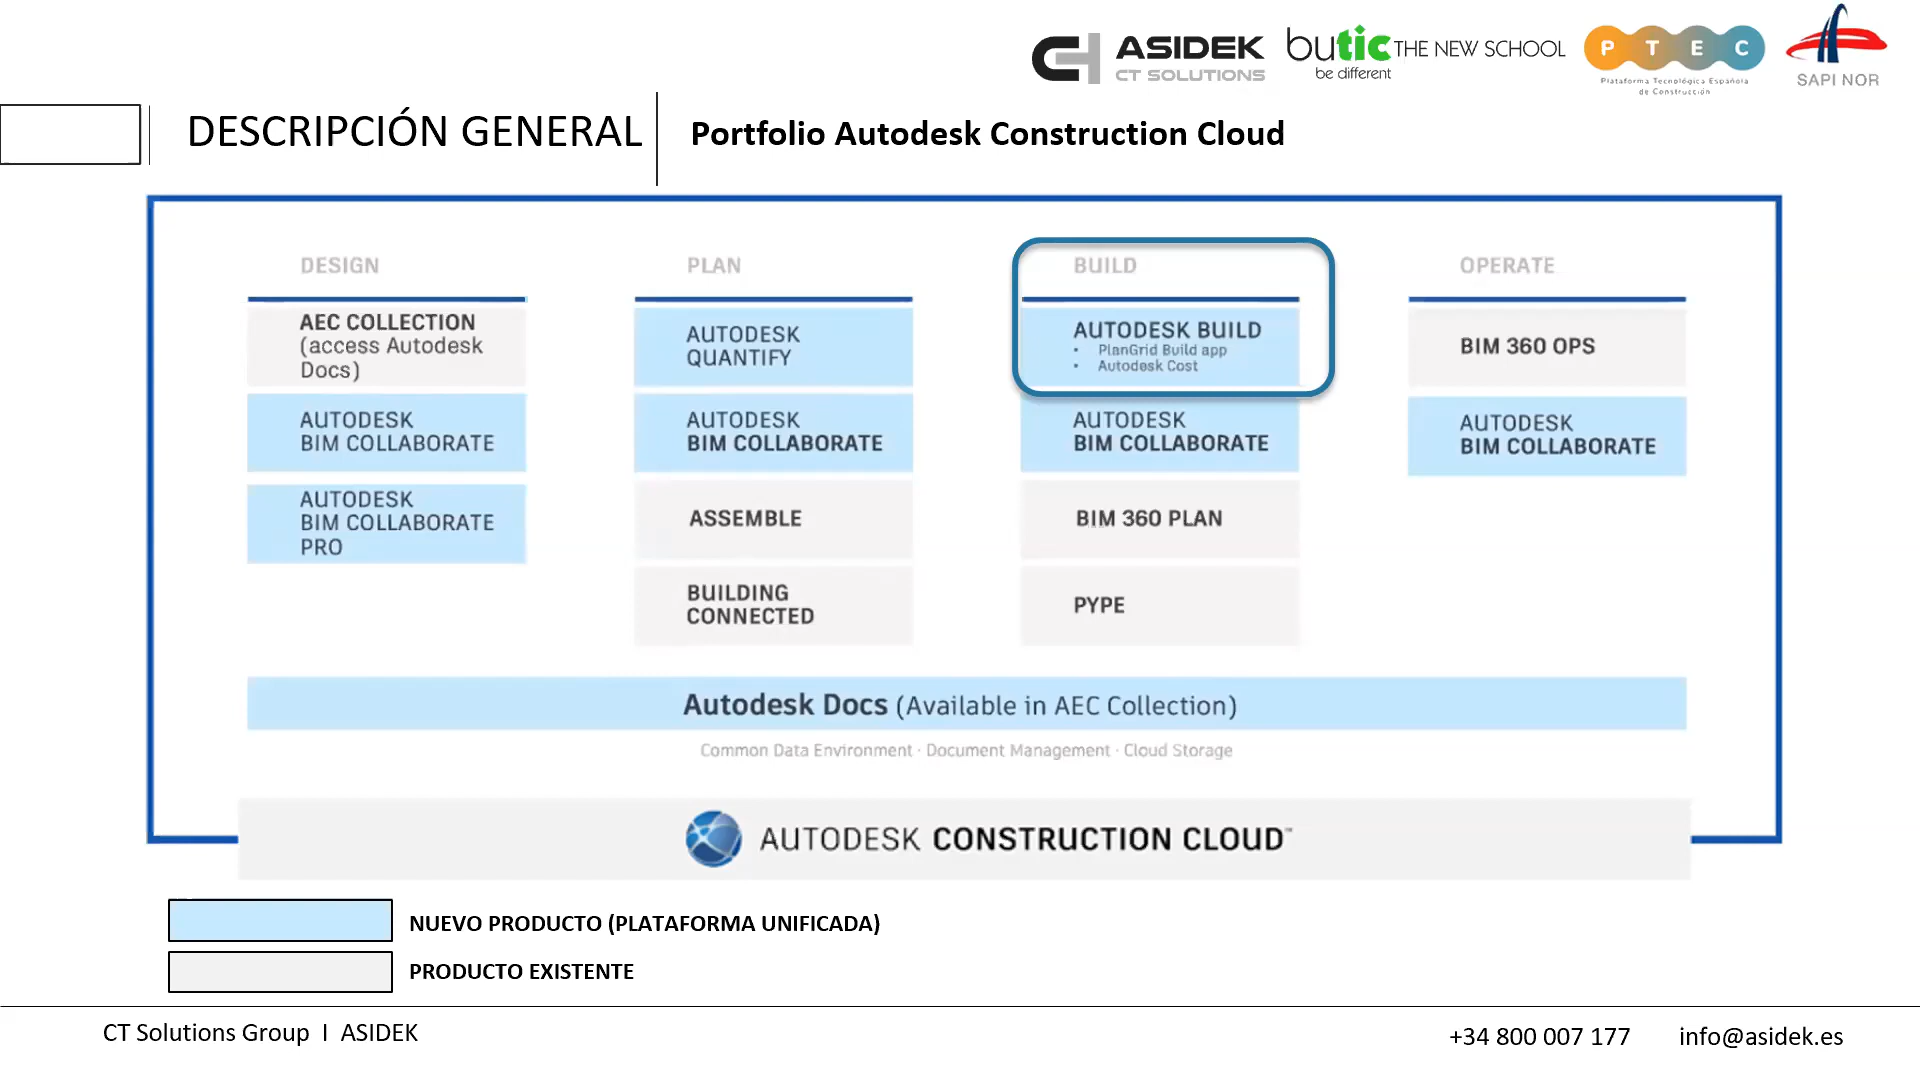 ASIDEK
CT SOLUTIONS
butic THE NEW SCHOOL
be different
P T E C
Plataforma Tecnológica Española
de Construcción
SAPI NOR
DESCRIPCIÓN GENERAL
Portfolio Autodesk Construction Cloud
DESIGN
AEC COLLECTION
(access Autodesk
Docs)
AUTODESK
BIM COLLABORATE
AUTODESK
BIM COLLABORATE
PRO
PLAN
AUTODESK
QUANTIFY
AUTODESK
BIM COLLABORATE
ASSEMBLE
BUILDING
CONNECTED
BUILD
AUTODESK BUILD
• PlanGrid Build app
• Autodesk Cost
AUTODESK
BIM COLLABORATE
BIM 360 PLAN
PYPE
OPERATE
BIM 360 OPS
AUTODESK
BIM COLLABORATE
Autodesk Docs (Available in AEC Collection)
Common Data Environment · Document Management · Cloud Storage
AUTODESK CONSTRUCTION CLOUD™
NUEVO PRODUCTO (PLATAFORMA UNIFICADA)
PRODUCTO EXISTENTE
CT Solutions Group I ASIDEK
+34 800 007 177 info@asidek.es